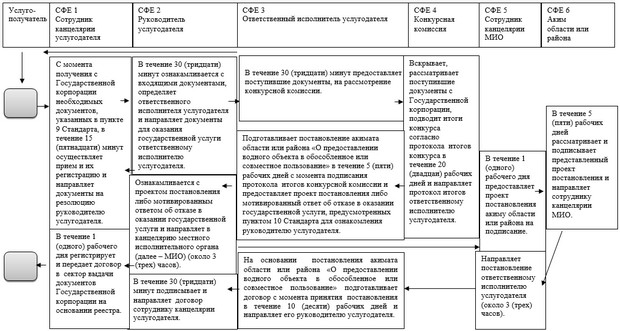 Услуго-
получатель
СФЕ 1
Сотрудник
канцелярии
услугодателя
СФЕ 2
Руководитель
услугодателя
СФЕ 3
Ответственный исполнитель услугодателя
СФЕ 4
Конкурсная
комиссия
СФЕ 5
Сотрудник
канцелярии
МИО
СФЕ 6
Аким
области или
района
С момента
получения с
Государственной
корпорации
необходимых
документов,
указанных в пункте
9 Стандарта, в
течение 15
(пятнадцати) минут
осуществляет
прием и их
регистрацию и
направляет
документы на
резолюцию
руководителю
услугодателя.
В течение 30 (тридцати)
минут ознакамливается с
входящими документами,
определяет
ответственного
исполнителя услугодателя
и направляет документы
для оказания
государственной услуги
ответственному
исполнителю
услугодателя.
В течение 30 (тридцати) минут предоставляет
поступившие документы, на рассмотрение
конкурсной комиссии.
Вскрывает,
рассматривает
поступившие
документы с
Государственной
корпорации,
подводит итоги
конкурса
согласно
протокола итогов
конкурса в
течение 20
(двадцати) рабочих
дней и направляет
протокол итогов
ответственному
исполнителю
услугодателя.
Подготавливает постановление акимата
области или района «О предоставлении
водного объекта в обособленное или
совместное пользование» в течение 5 (пяти)
рабочих дней с момента подписания
протокола итогов конкурсной комиссии и
предоставляет проект постановления либо
мотивированный ответ об отказе в оказании
государственной услуги, предусмотренных
пунктом 10 Стандарта для ознакомления
руководителю услугодателя.
В течение 1
(одного)
рабочего дня
предоставляет
проект
постановления
акиму области
или района на
подписание.
В течение 5
(пяти) рабочих
дней
рассматривает и
подписывает
представленный
проект
постановления и
направляет
сотруднику
канцелярии
МИО.
Ознакамливается с
проектом постановления
либо мотивированным
ответом об отказе в
оказании государственной
услуги и направляет в
канцелярию местного
исполнительного органа
(далее – МИО) (около 3
(трех) часов).
В течение 1
(одного) рабочего
дня регистрирует
и передает договор
в сектор выдачи
документов
Государственной
корпорации на
основании реестра.
В течение 30 (тридцати)
минут подписывает и
направляет договор
сотруднику канцелярии
услугодателя.
На основании постановления акимата
области или района «О предоставлении
водного объекта в обособленное или
совместное пользование» подготавливает
договор с момента принятия постановления
в течение 10 (десяти) рабочих дней и
направляет его руководителю услугодателя.
Направляет
постановление
ответственному
исполнителю
услугодателя
(около 3 (трех)
часов).